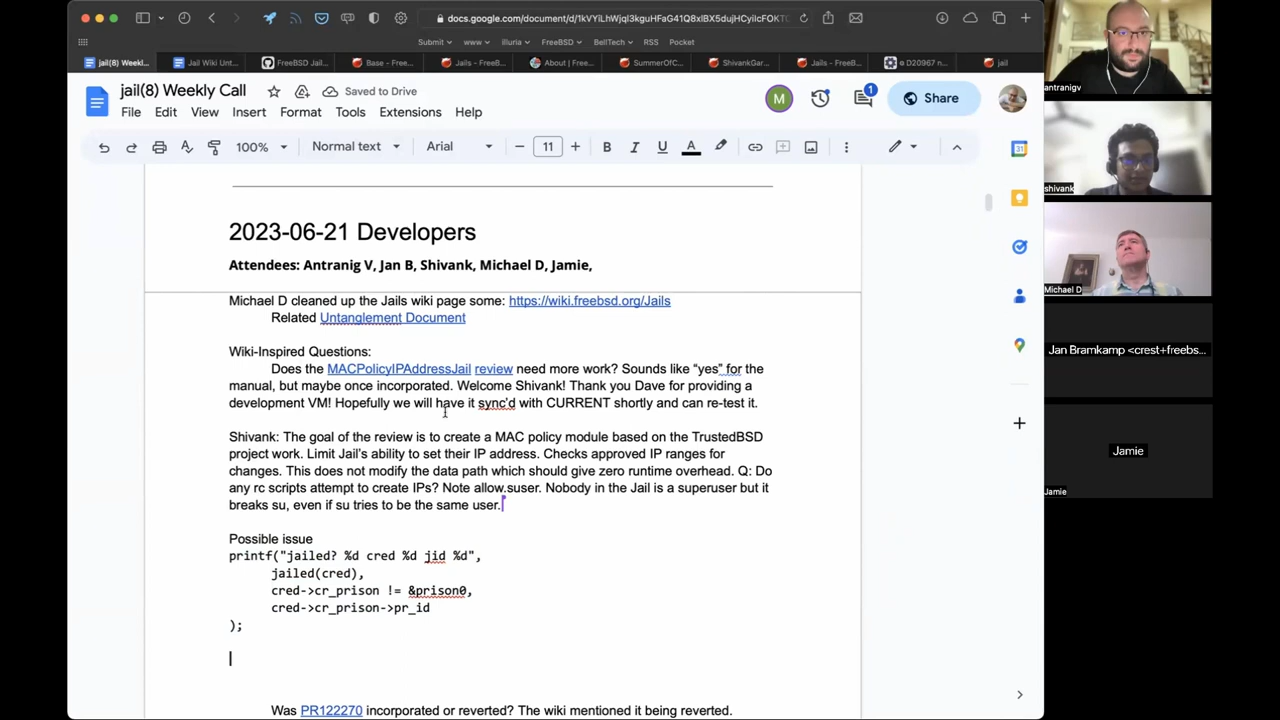 docs.google.com/document/d/1kVYiLhWjql3kguHFaG41Q8xlBX5dujHCyiIcFOKT
Submit www illuria FreeBSD BellTech RSS Pocket
jail(8) Weekl... Jail Wiki Unt... FreeBSD Jail... Base - Free... Jails - FreeB... About | Free... SummerOfC... ShivankGar... Jails - FreeB... D20967 n... jail
jail(8) Weekly Call Saved to Drive
File Edit View Insert Format Tools Extensions Help
M 1 Share
100% Normal text Arial 11
2023-06-21 Developers
Attendees: Antranig V, Jan B, Shivank, Michael D, Jamie,
Michael D cleaned up the Jails wiki page some: https://wiki.freebsd.org/Jails
Related Untanglement Document
Wiki-Inspired Questions:
Does the MACPolicyIPAddressJail review need more work? Sounds like “yes” for the
manual, but maybe once incorporated. Welcome Shivank! Thank you Dave for providing a
development VM! Hopefully we will have it sync’d with CURRENT shortly and can re-test it.
Shivank: The goal of the review is to create a MAC policy module based on the TrustedBSD
project work. Limit Jail’s ability to set their IP address. Checks approved IP ranges for
changes. This does not modify the data path which should give zero runtime overhead. Q: Do
any rc scripts attempt to create IPs? Note allow.suser. Nobody in the Jail is a superuser but it
breaks su, even if su tries to be the same user.
Possible issue
printf("jailed? %d cred %d jid %d",
jailed(cred),
cred->cr_prison != &prison0,
cred->cr_prison->pr_id
);
Was PR122270 incorporated or reverted? The wiki mentioned it being reverted.
antranigv
shivank
Michael D
Jan Bramkamp <crest+freebs...
Jamie
Jamie